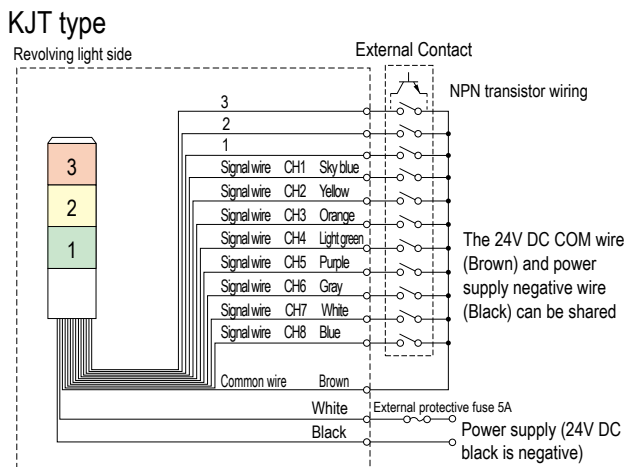 KJT type
Revolving light side
External Contact
NPN transistor wiring
3
2
1
3
2
1
Signal wire CH1 Sky blue
Signal wire CH2 Yellow
Signal wire CH3 Orange
Signal wire CH4 Light green
Signal wire CH5 Purple
Signal wire CH6 Gray
Signal wire CH7 White
Signal wire CH8 Blue
The 24V DC COM wire
(Brown) and power
supply negative wire
(Black) can be shared
Common wire Brown
White
External protective fuse 5A
Black
Power supply (24V DC
black is negative)